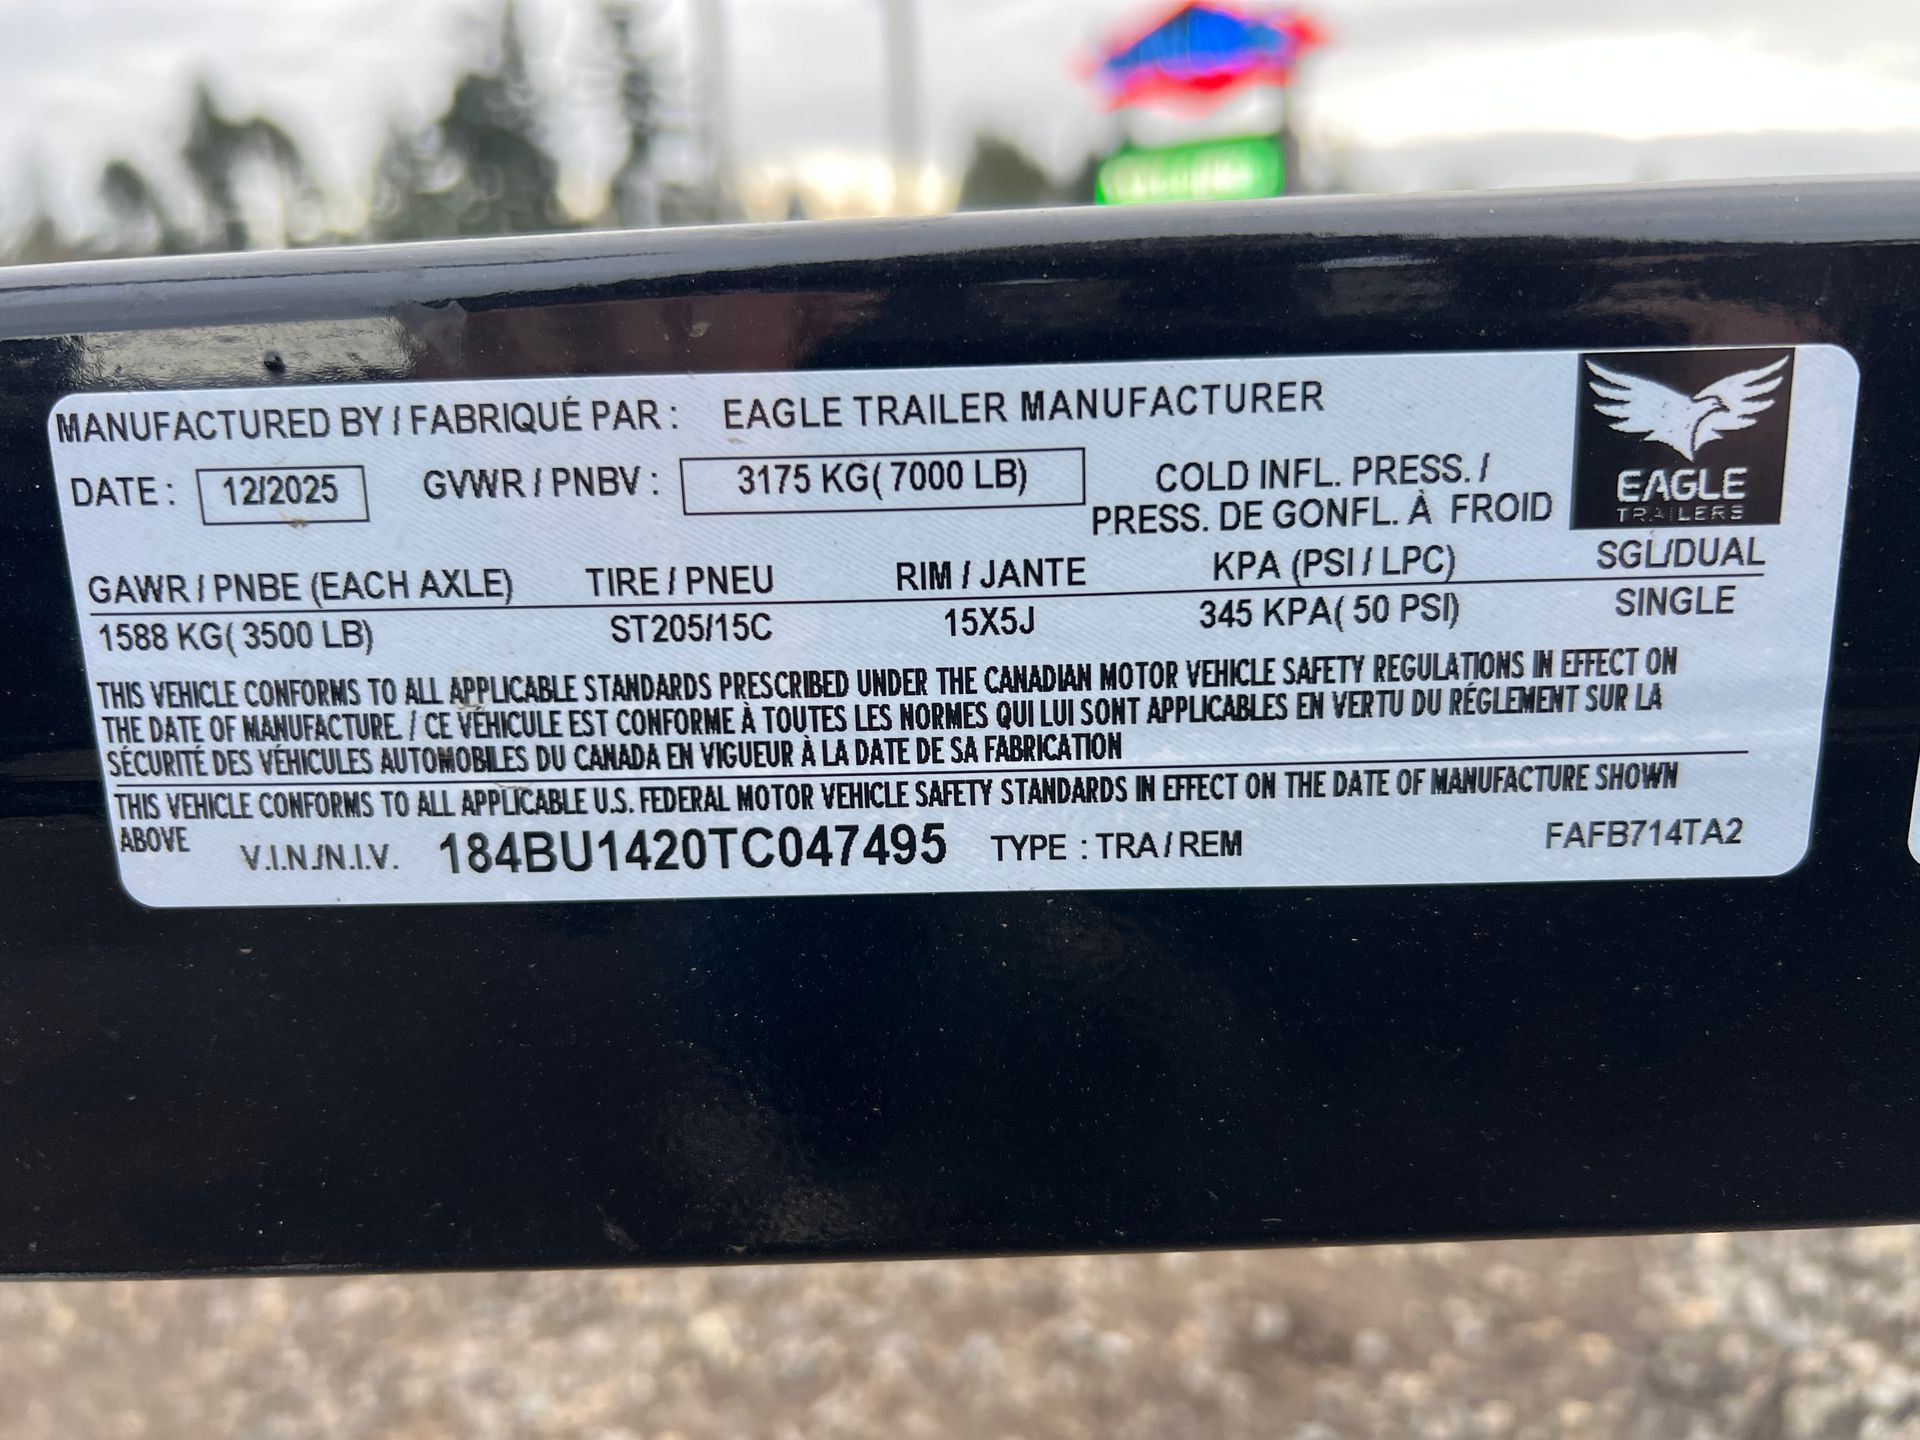 MANUFACTURED BY / FABRIQUÉ PAR : EAGLE TRAILER MANUFACTURER
EAGLE
TRAILERS
DATE : 12/2025 GVWR / PNBV : 3175 KG( 7000 LB) COLD INFL. PRESS. /
PRESS. DE GONFL. À FROID
GAWR / PNBE (EACH AXLE) TIRE / PNEU RIM / JANTE KPA (PSI / LPC) SGL/DUAL
1588 KG( 3500 LB) ST205/15C 15X5J 345 KPA( 50 PSI) SINGLE
THIS VEHICLE CONFORMS TO ALL APPLICABLE STANDARDS PRESCRIBED UNDER THE CANADIAN MOTOR VEHICLE SAFETY REGULATIONS IN EFFECT ON
THE DATE OF MANUFACTURE. / CE VÉHICULE EST CONFORME À TOUTES LES NORMES QUI LUI SONT APPLICABLES EN VERTU DU RÉGLEMENT SUR LA
SÉCURITÉ DES VÉHICULES AUTOMOBILES DU CANADA EN VIGUEUR À LA DATE DE SA FABRICATION
THIS VEHICLE CONFORMS TO ALL APPLICABLE U.S. FEDERAL MOTOR VEHICLE SAFETY STANDARDS IN EFFECT ON THE DATE OF MANUFACTURE SHOWN
ABOVE
V.I.N./N.I.V. 184BU1420TC047495 TYPE : TRA / REM FAFB714TA2